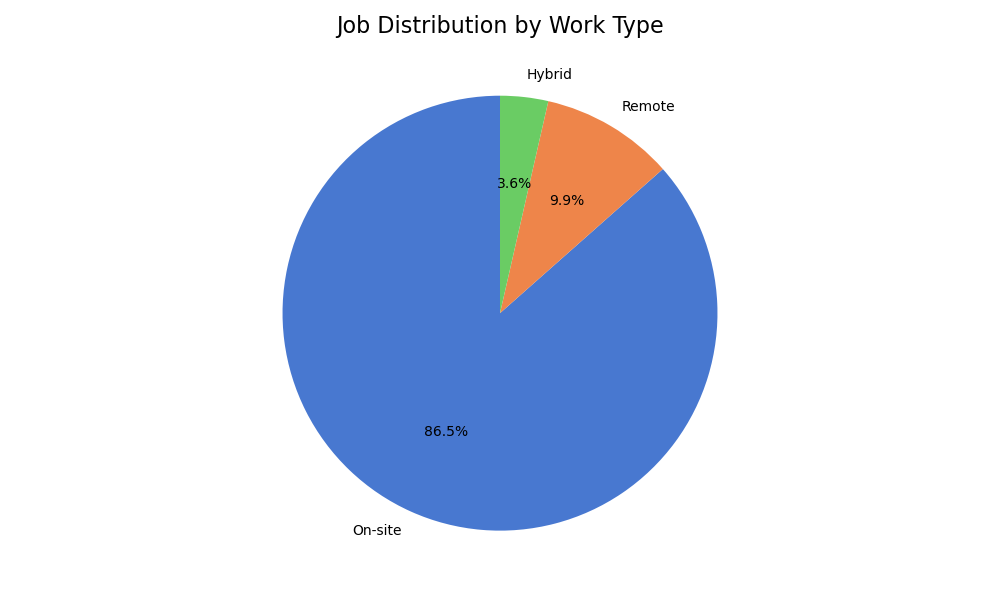 Job Distribution by Work Type
Hybrid
Remote
3.6%
9.9%
86.5%
On-site